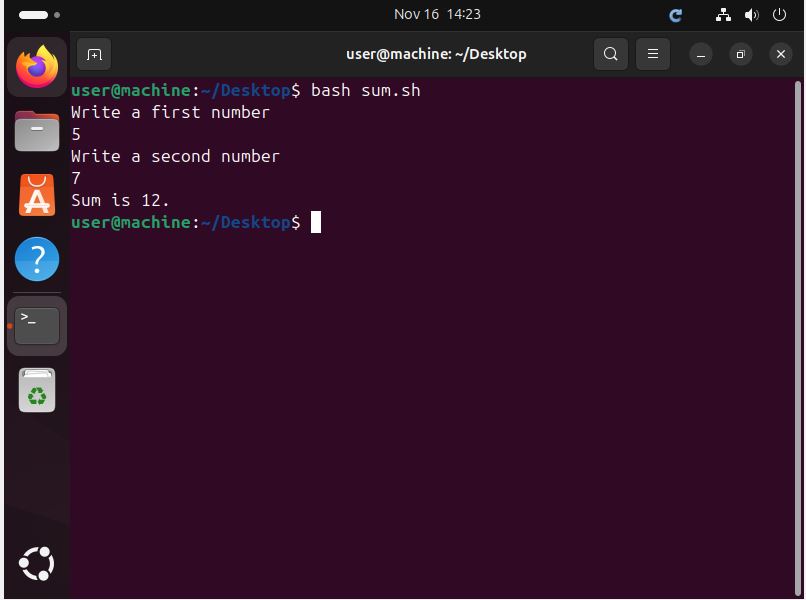 Nov 16 14:23
user@machine: ~/Desktop
user@machine:~/Desktop$ bash sum.sh
Write a first number
5
Write a second number
7
Sum is 12.
user@machine:~/Desktop$
?
>_